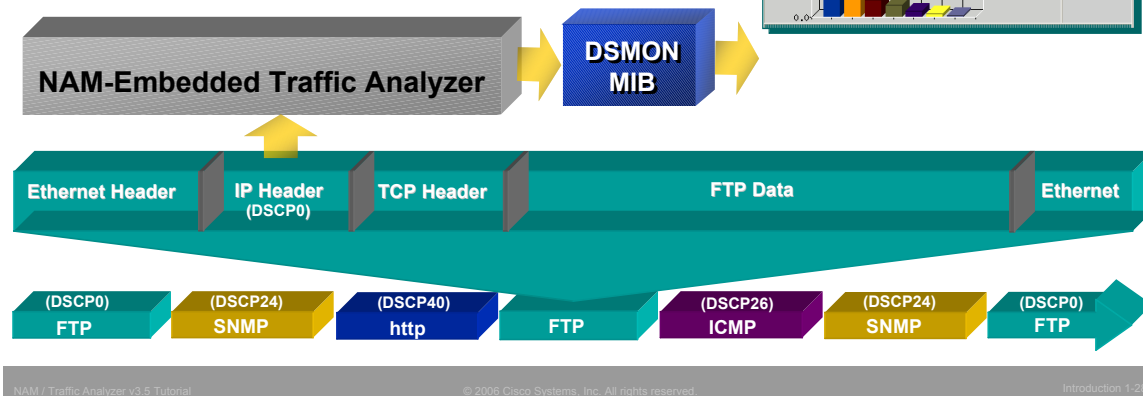 0.0
NAM-Embedded Traffic Analyzer
DSMON
MIB
Ethernet Header
IP Header
(DSCP0)
TCP Header
FTP Data
Ethernet
(DSCP0)
FTP
(DSCP24)
SNMP
(DSCP40)
http
FTP
(DSCP26)
ICMP
(DSCP24)
SNMP
(DSCP0)
FTP
NAM / Traffic Analyzer v3.5 Tutorial
© 2006 Cisco Systems, Inc. All rights reserved.
Introduction